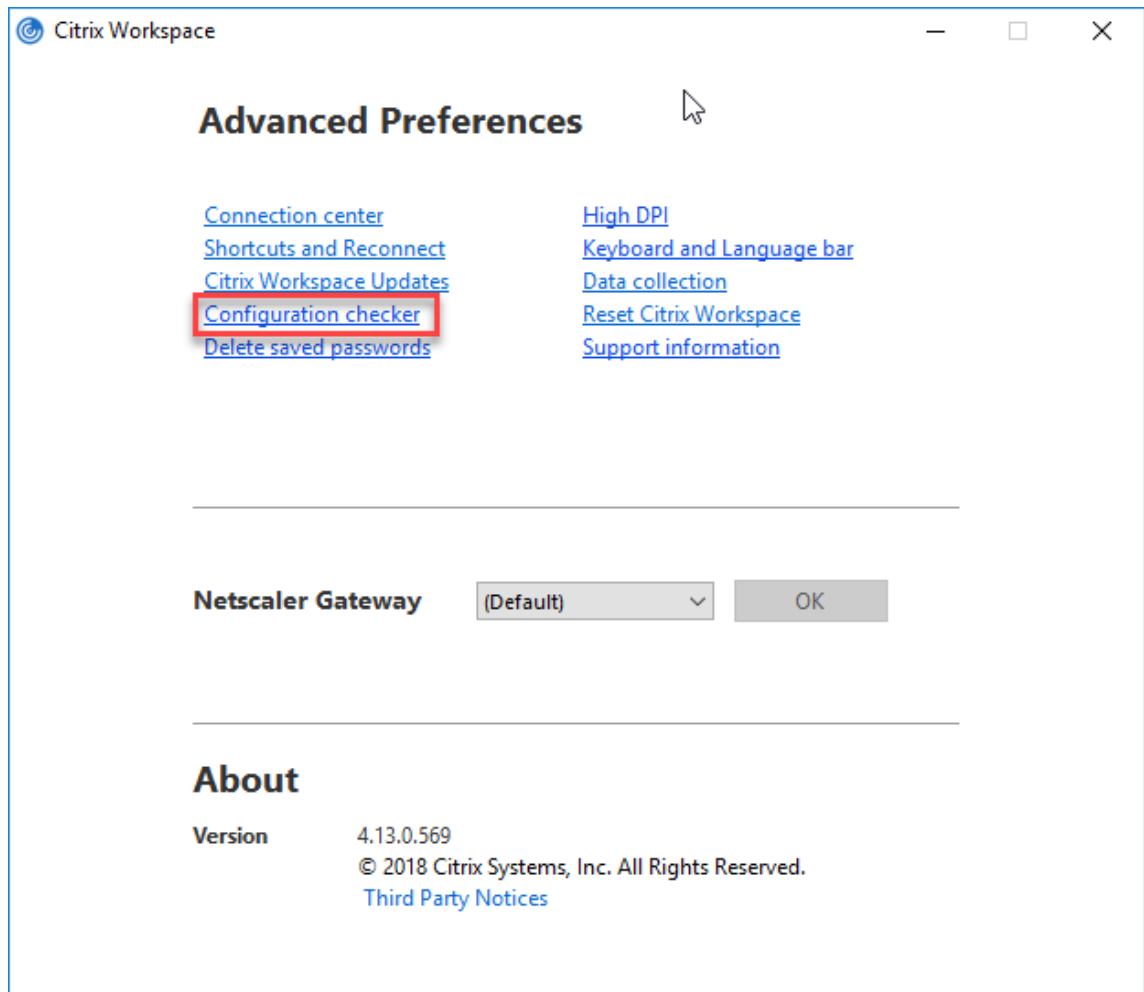 Citrix Workspace
Advanced Preferences
Connection center
Shortcuts and Reconnect
Citrix Workspace Updates
Configuration checker
Delete saved passwords
High DPI
Keyboard and Language bar
Data collection
Reset Citrix Workspace
Support information
Netscaler Gateway (Default) OK
About
Version 4.13.0.569
© 2018 Citrix Systems, Inc. All Rights Reserved.
Third Party Notices